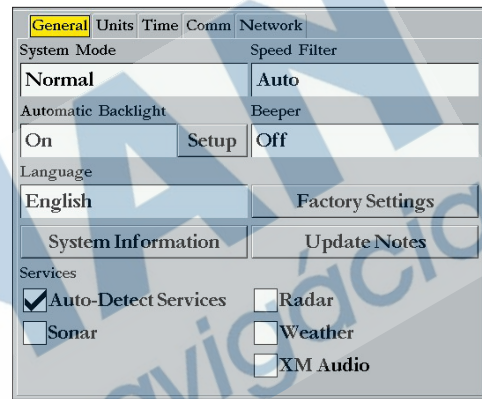 General Units Time Comm Network
System Mode Speed Filter
Normal Auto
Automatic Backlight Beeper
On Setup Off
Language
English Factory Settings
System Information Update Notes
Services
Auto-Detect Services Radar
Sonar Weather
XM Audio